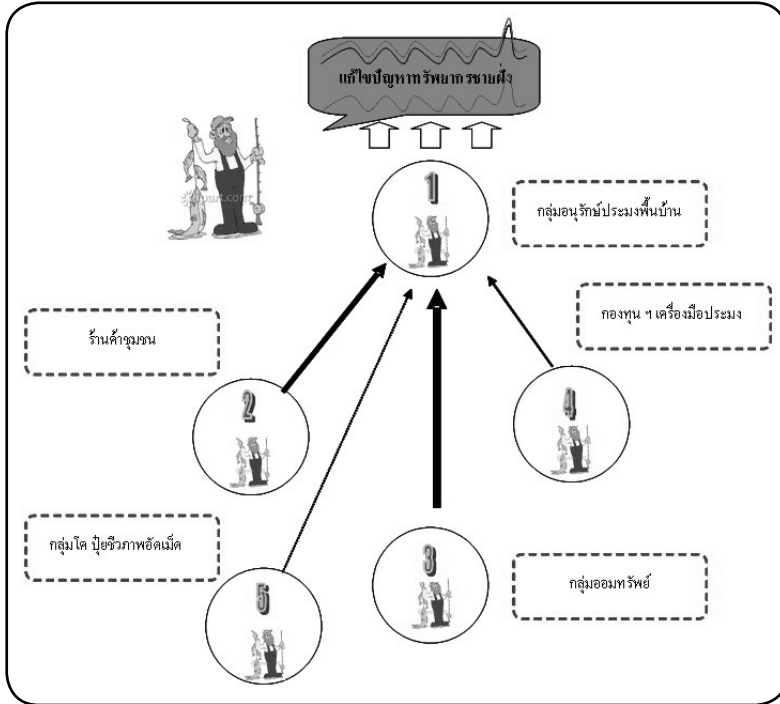 แก้ไขปัญหาทรัพยากรชายฝั่ง
clipart.com
1
กลุ่มอนุรักษ์ประมงพื้นบ้าน
กองทุน ฯ เครื่องมือประมง
ร้านค้าชุมชน
2
4
กลุ่มโค ปุ๋ยชีวภาพอัดเม็ด
3
กลุ่มออมทรัพย์
5